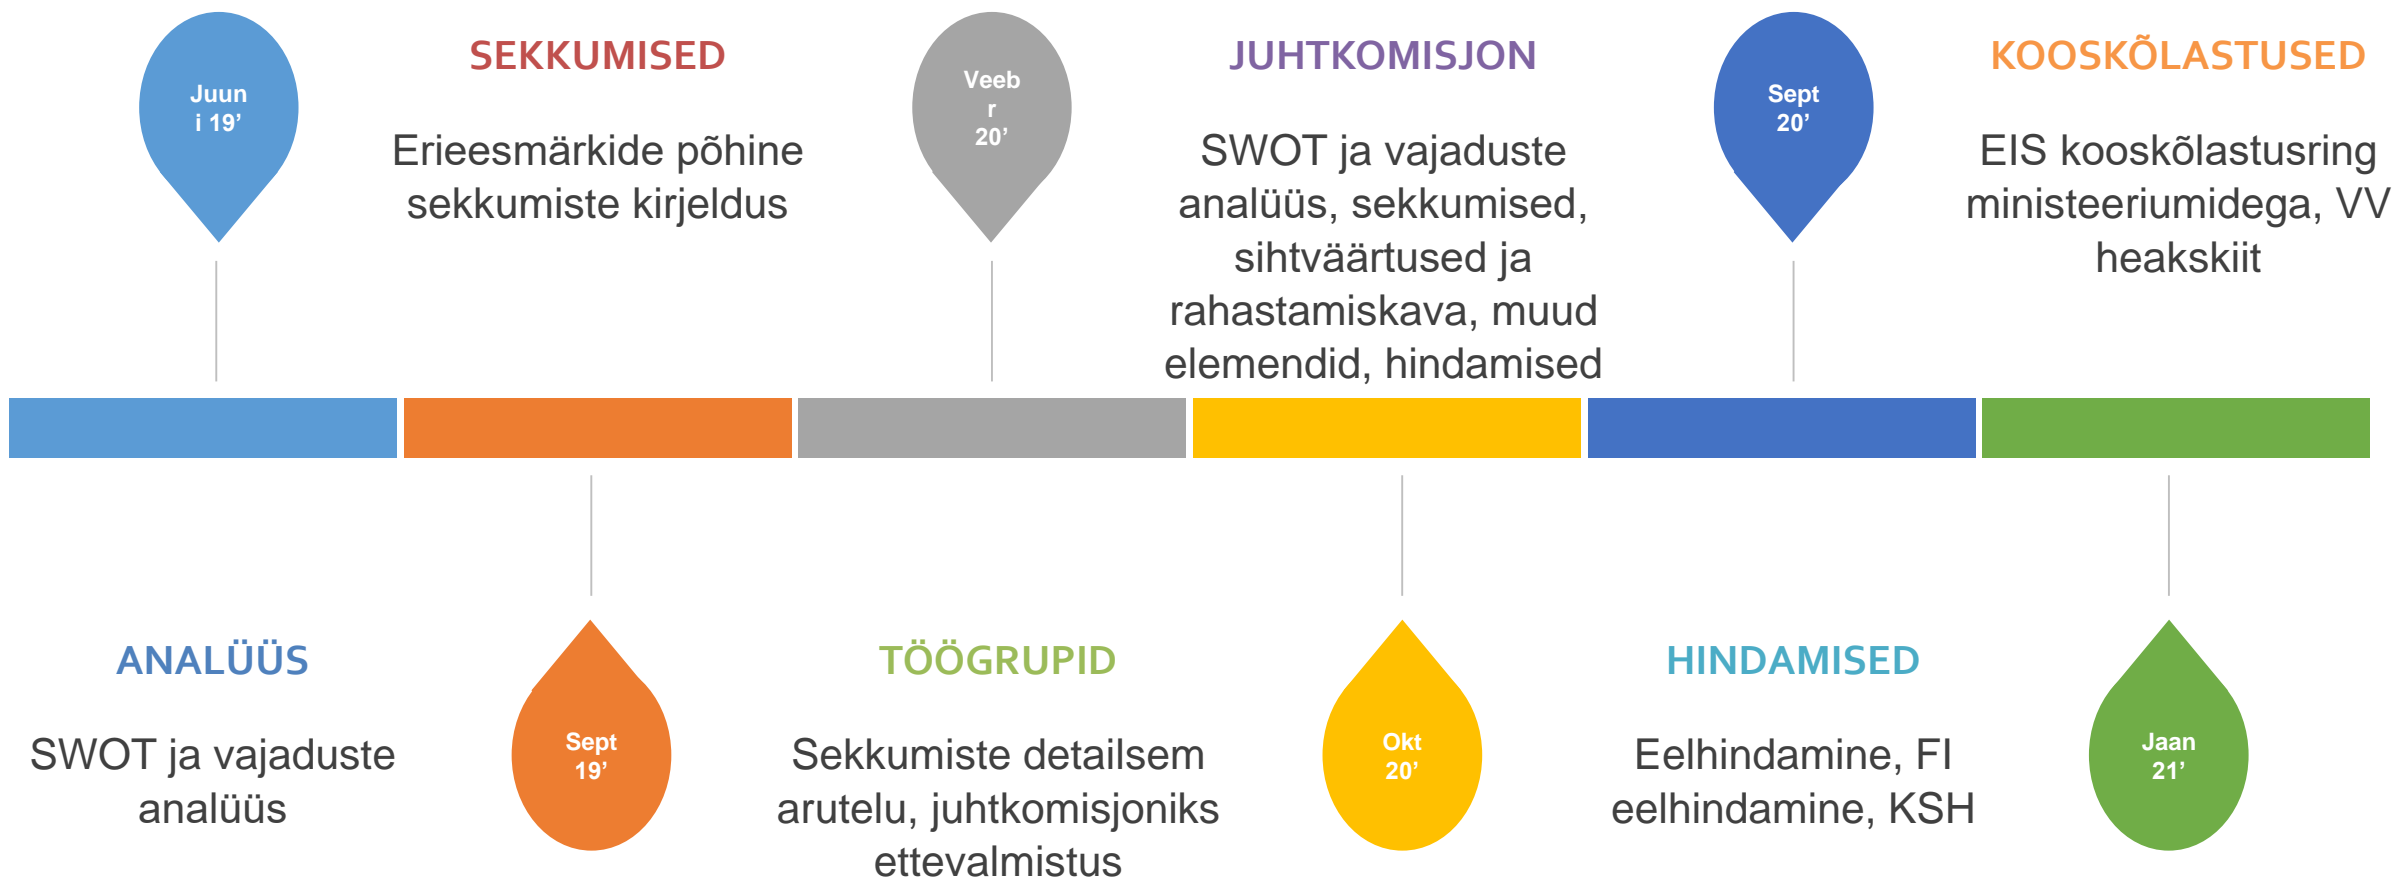 Juun
i 19’
SEKKUMISED
Erieesmärkide põhine
sekkumiste kirjeldus
Veeb
r
20’
JUHTKOMISJON
SWOT ja vajaduste
analüüs, sekkumised,
sihtväärtused ja
rahastamiskava, muud
elemendid, hindamised
Sept
20’
KOOSKÕLASTUSED
EIS kooskõlastusring
ministeeriumidega, VV
heakskiit
ANALÜÜS
SWOT ja vajaduste
analüüs
Sept
19’
TÖÖGRUPID
Sekkumiste detailsem
arutelu, juhtkomisjoniks
ettevalmistus
Okt
20’
HINDAMISED
Eelhindamine, FI
eelhindamine, KSH
Jaan
21’